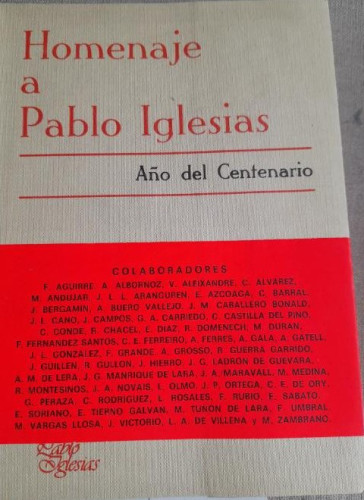 Homenaje
a
Pablo Iglesias
Año del Centenario
COLABORADORES
F. AGUIRRE, A. ALBORNOZ, V. ALEIXANDRE, C. ALVAREZ,
M. ANDUJAR, J. L. L. ARANGUREN, E. AZCOAGA, C. BARRAL,
J. BERGAMIN, A. BUERO VALLEJO, J. M. CABALLERO BONALD,
J. L. CANO, J. CAMPOS, G. A. CARRIEDO, C. CASTILLA DEL PINO,
C. CONDE, R. CHACEL, E. DIAZ, R. DOMENECH, M. DURAN,
F. FERNANDEZ SANTOS, C. E. FERREIRO, A. FERRES, A. GALA, A. GATELL,
J. L. GONZALEZ, F. GRANDE, A. GROSSO, R. GUERRA GARRIDO,
J. GUILLEN, R. GULLON, J. HIERRO, J. G. LADRON DE GUEVARA,
A. M. DE LERA, J. G. MANRIQUE DE LARA, J. A. MARAVALL, M. MEDINA,
R. MONTESINOS, J. A. NOVAIS, L. OLMO, J. P. ORTEGA, C. E. DE ORY,
G. PERAZA, C. RODRIGUEZ, L. ROSALES, F. RUBIO, E. SABATO,
E. SORIANO, E. TIERNO GALVAN, M. TUÑON DE LARA, F. UMBRAL,
M. VARGAS LLOSA, J. VICTORIO, L. A. DE VILLENA y M. ZAMBRANO.
Pablo
Iglesias